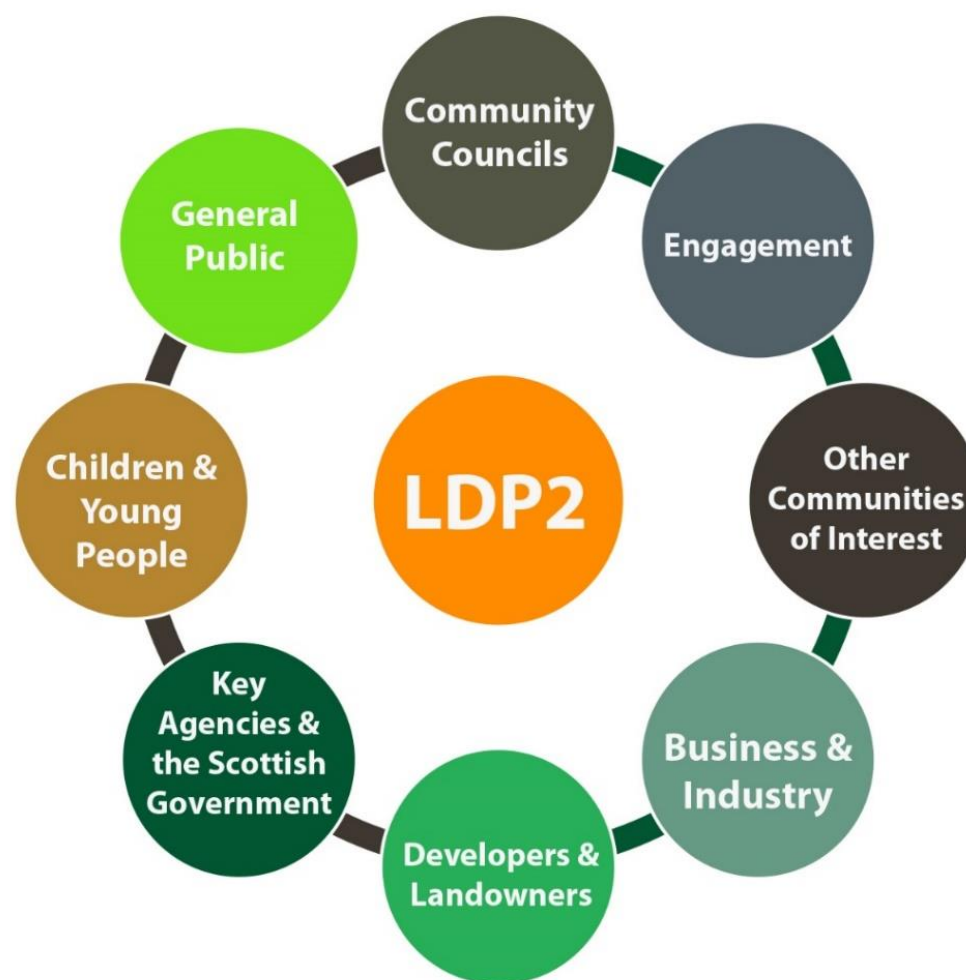 Community
Councils
Engagement
Other
Communities
of Interest
Business &
Industry
Developers &
Landowners
Key
Agencies &
the Scottish
Government
Children &
Young
People
General
Public
LDP2